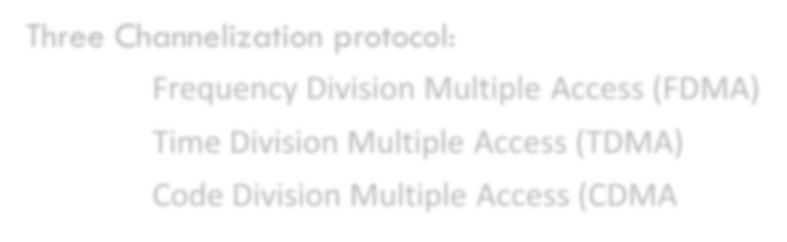 Three Channelization protocol:
Frequency Division Multiple Access (FDMA)
Time Division Multiple Access (TDMA)
Code Division Multiple Access (CDMA